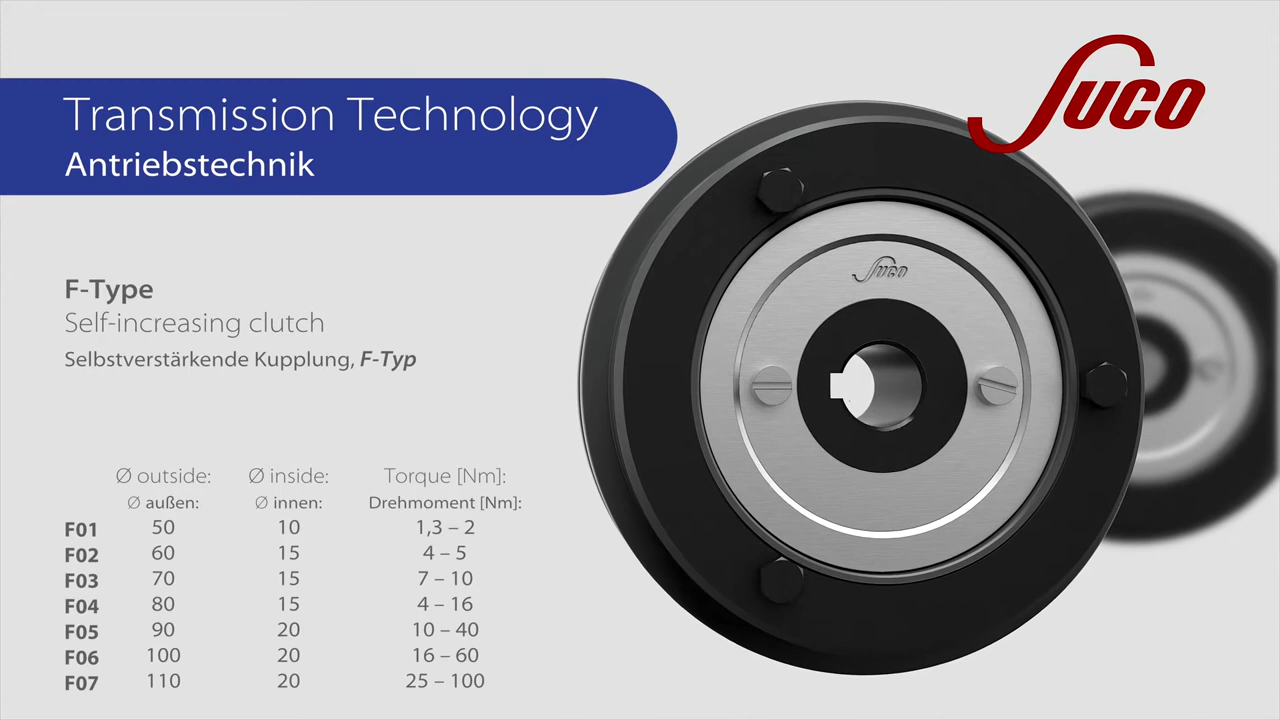 Suco
Transmission Technology
Antriebstechnik
Suco
F-Type
Self-increasing clutch
Selbstverstärkende Kupplung, F-Typ
Ø outside: Ø inside: Torque [Nm]:
Ø außen: Ø innen: Drehmoment [Nm]:
F01 50 10 1,3 – 2
F02 60 15 4 – 5
F03 70 15 7 – 10
F04 80 15 4 – 16
F05 90 20 10 – 40
F06 100 20 16 – 60
F07 110 20 25 – 100